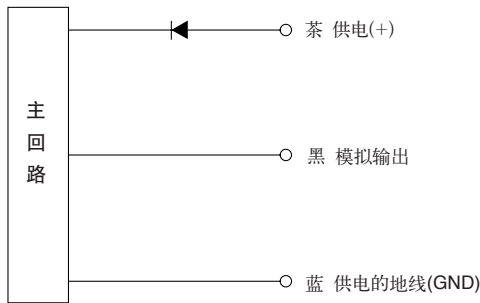 茶 供电(+)
主
回
路
黑 模拟输出
蓝 供电的地线(GND)